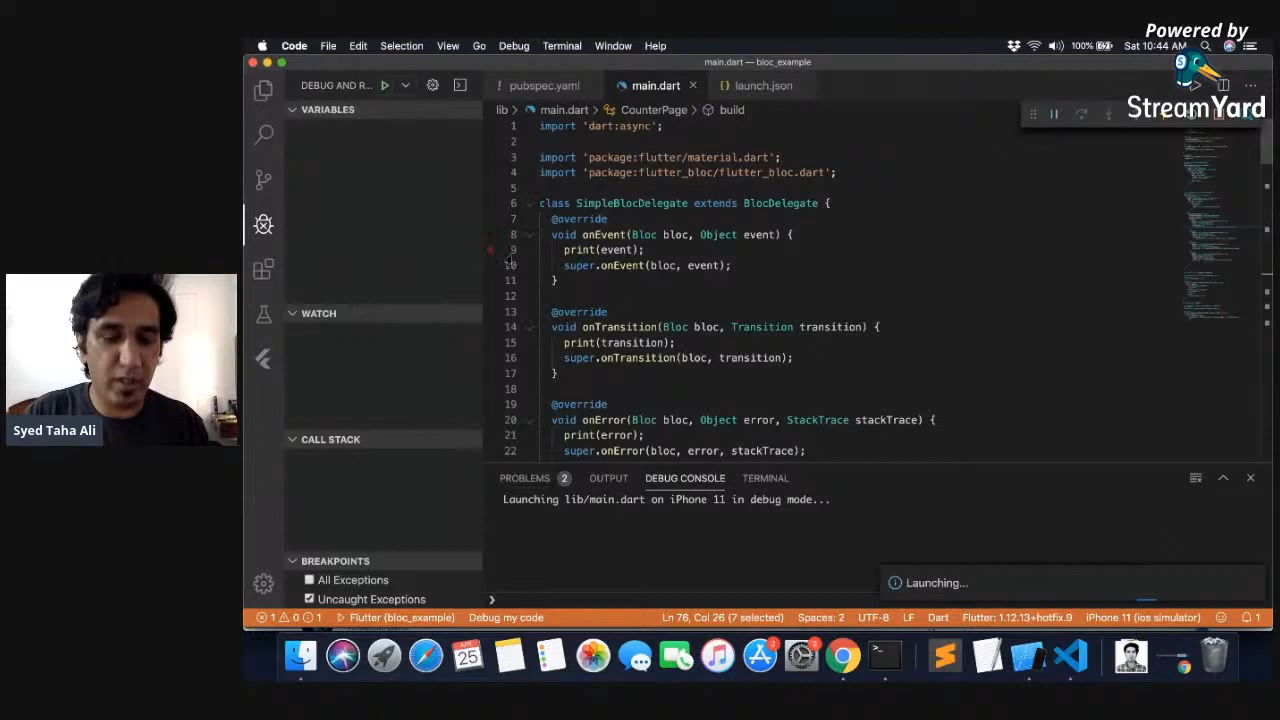 Powered by
StreamYard
Code File Edit Selection View Go Debug Terminal Window Help
100% Sat 10:44 AM
main.dart — bloc_example
DEBUG AND R...
pubspec.yaml main.dart launch.json
lib › main.dart › CounterPage › build
VARIABLES
WATCH
CALL STACK
BREAKPOINTS
All Exceptions
Uncaught Exceptions
1 import 'dart:async';
2
3 import 'package:flutter/material.dart';
4 import 'package:flutter_bloc/flutter_bloc.dart';
5
6 class SimpleBlocDelegate extends BlocDelegate {
7 @override
8 void onEvent(Bloc bloc, Object event) {
9 print(event);
10 super.onEvent(bloc, event);
11 }
12
13 @override
14 void onTransition(Bloc bloc, Transition transition) {
15 print(transition);
16 super.onTransition(bloc, transition);
17 }
18
19 @override
20 void onError(Bloc bloc, Object error, StackTrace stackTrace) {
21 print(error);
22 super.onError(bloc, error, stackTrace);
PROBLEMS 2 OUTPUT DEBUG CONSOLE TERMINAL
Launching lib/main.dart on iPhone 11 in debug mode...
Launching...
1 0 1 Flutter (bloc_example) Debug my code Ln 76, Col 26 (7 selected) Spaces: 2 UTF-8 LF Dart Flutter: 1.12.13+hotfix.9 iPhone 11 (ios simulator) 1
25
2
Syed Taha Ali